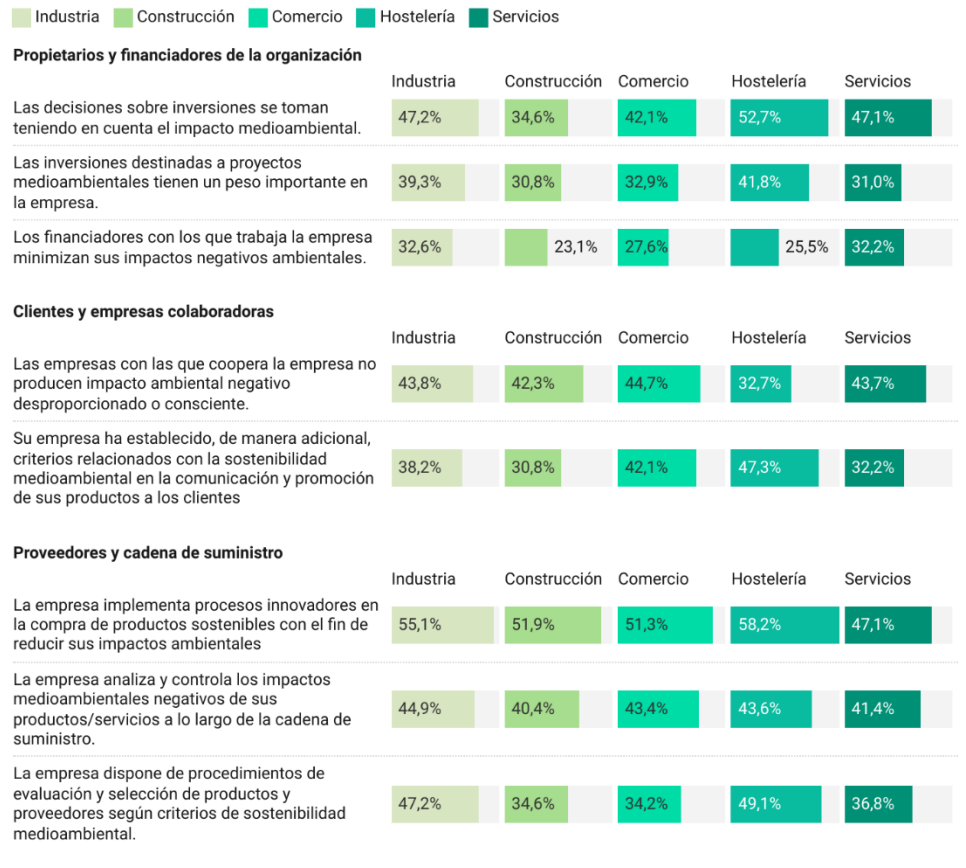 Industria Construcción Comercio Hostelería Servicios
Propietarios y financiadores de la organización
Industria Construcción Comercio Hostelería Servicios
Las decisiones sobre inversiones se toman
teniendo en cuenta el impacto medioambiental.
47,2% 34,6% 42,1% 52,7% 47,1%
Las inversiones destinadas a proyectos
medioambientales tienen un peso importante en
la empresa.
39,3% 30,8% 32,9% 41,8% 31,0%
Los financiadores con los que trabaja la empresa
minimizan sus impactos negativos ambientales.
32,6% 23,1% 27,6% 25,5% 32,2%
Clientes y empresas colaboradoras
Industria Construcción Comercio Hostelería Servicios
Las empresas con las que coopera la empresa no
producen impacto ambiental negativo
desproporcionado o consciente.
43,8% 42,3% 44,7% 32,7% 43,7%
Su empresa ha establecido, de manera adicional,
criterios relacionados con la sostenibilidad
medioambiental en la comunicación y promoción
de sus productos a los clientes
38,2% 30,8% 42,1% 47,3% 32,2%
Proveedores y cadena de suministro
Industria Construcción Comercio Hostelería Servicios
La empresa implementa procesos innovadores en
la compra de productos sostenibles con el fin de
reducir sus impactos ambientales
55,1% 51,9% 51,3% 58,2% 47,1%
La empresa analiza y controla los impactos
medioambientales negativos de sus
productos/servicios a lo largo de la cadena de
suministro.
44,9% 40,4% 43,4% 43,6% 41,4%
La empresa dispone de procedimientos de
evaluación y selección de productos y
proveedores según criterios de sostenibilidad
medioambiental.
47,2% 34,6% 34,2% 49,1% 36,8%